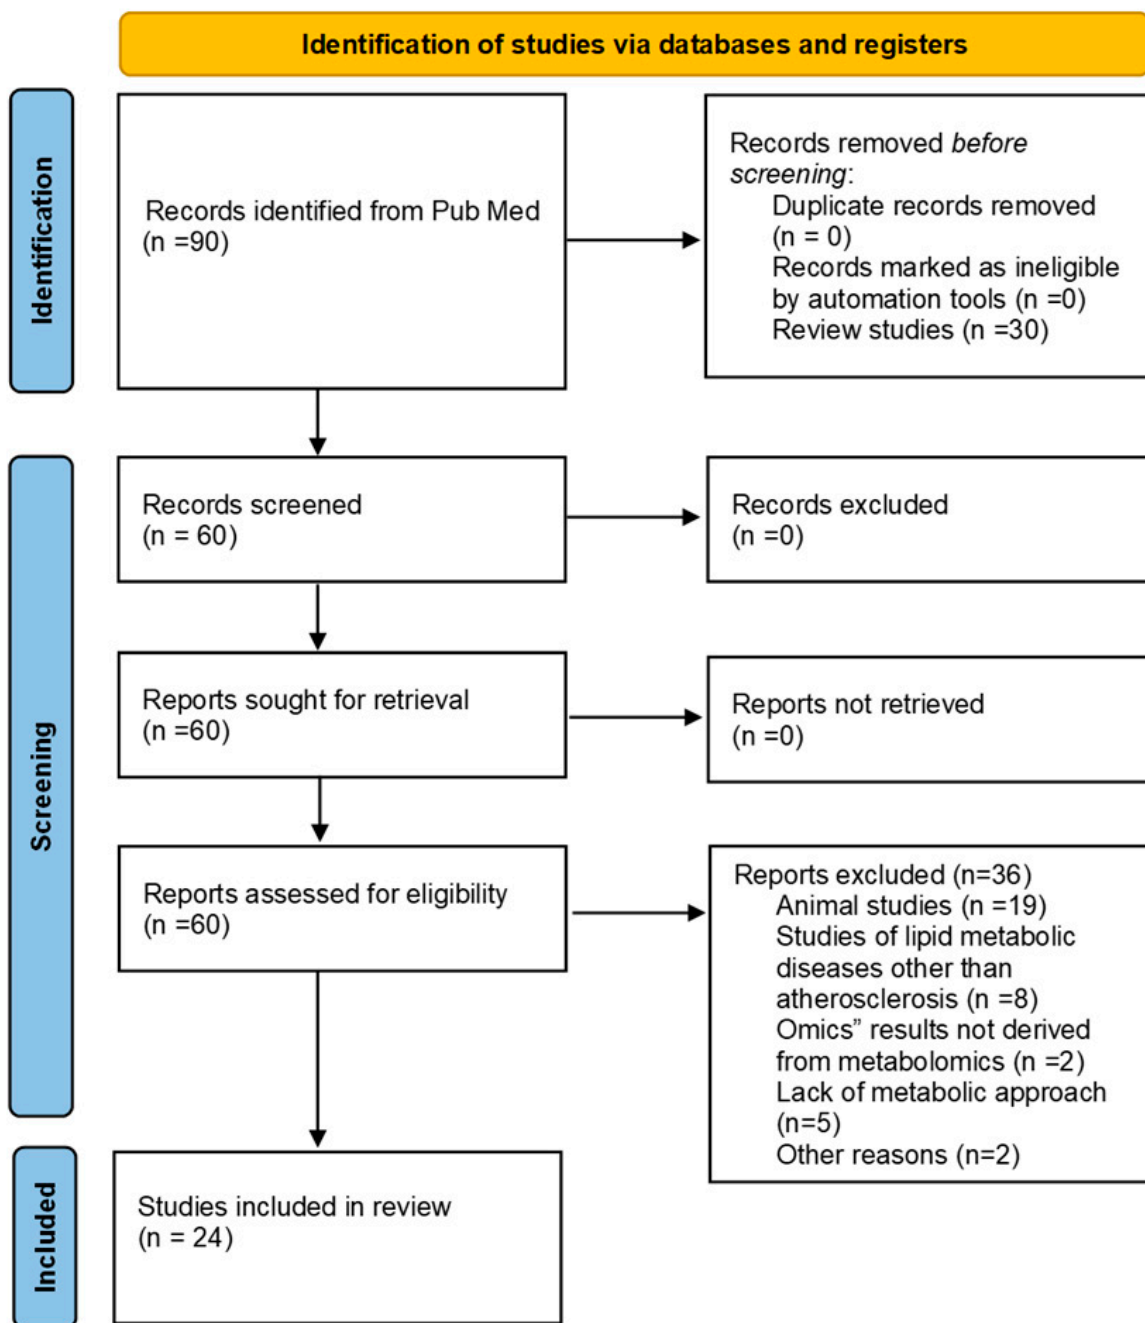 Identification of studies via databases and registers
Identification
Records identified from Pub Med
(n =90)
Records removed before
screening:
Duplicate records removed
(n = 0)
Records marked as ineligible
by automation tools (n =0)
Review studies (n =30)
Screening
Records screened
(n = 60)
Records excluded
(n =0)
Reports sought for retrieval
(n =60)
Reports not retrieved
(n =0)
Reports assessed for eligibility
(n =60)
Reports excluded (n=36)
Animal studies (n =19)
Studies of lipid metabolic
diseases other than
atherosclerosis (n =8)
Omics” results not derived
from metabolomics (n =2)
Lack of metabolic approach
(n=5)
Other reasons (n=2)
Included
Studies included in review
(n = 24)